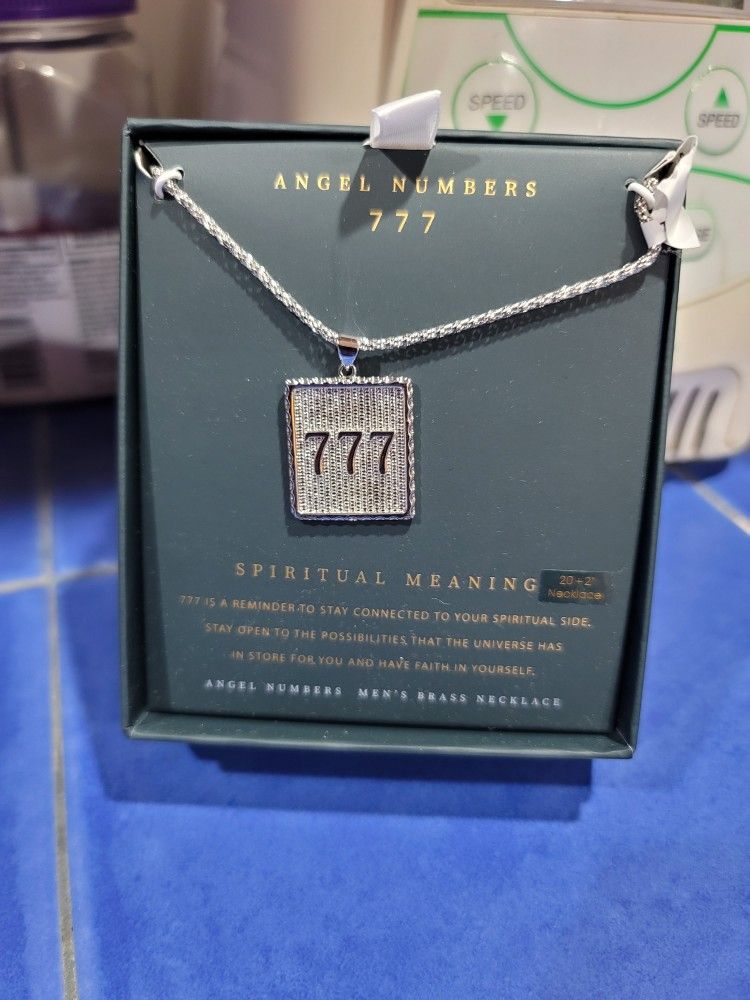 SPEED
SPEED
ANGEL NUMBERS
777
777
SPIRITUAL MEANING
20+2"
Necklace
777 IS A REMINDER TO STAY CONNECTED TO YOUR SPIRITUAL SIDE.
STAY OPEN TO THE POSSIBILITIES THAT THE UNIVERSE HAS
IN STORE FOR YOU AND HAVE FAITH IN YOURSELF.
ANGEL NUMBERS MEN'S BRASS NECKLACE